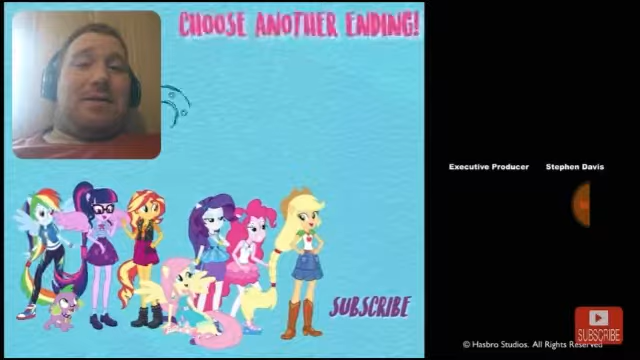 CHOOSE ANOTHER ENDING!
Executive Producer Stephen Davis
SUBSCRIBE
SUBSCRIBE
© Hasbro Studios. All Rights Reserved